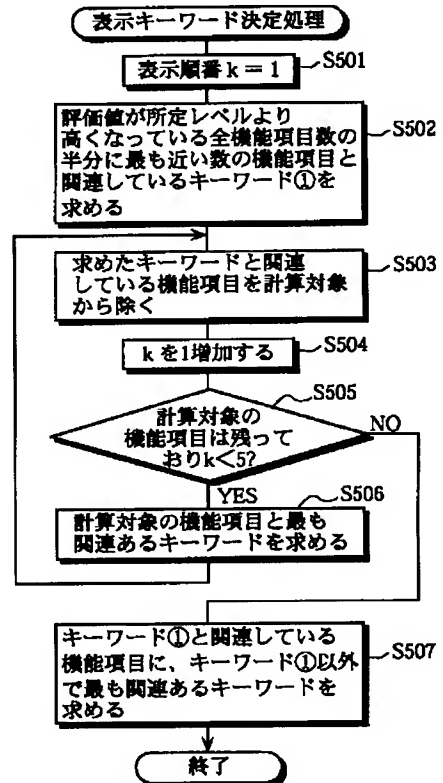 表示キーワード決定処理
表示順番k＝1
S501
評価値が所定レベルより
高くなっている全機能項目数の
半分に最も近い数の機能項目と
関連しているキーワード①を
求める
S502
求めたキーワードと関連
している機能項目を計算対象
から除く
S503
kを1増加する
S504
計算対象の
機能項目は残って
おりk＜5?
S505
NO
YES
計算対象の機能項目と最も
関連あるキーワードを求める
S506
キーワード①と関連している
機能項目に、キーワード①以外
で最も関連あるキーワードを
求める
S507
終了